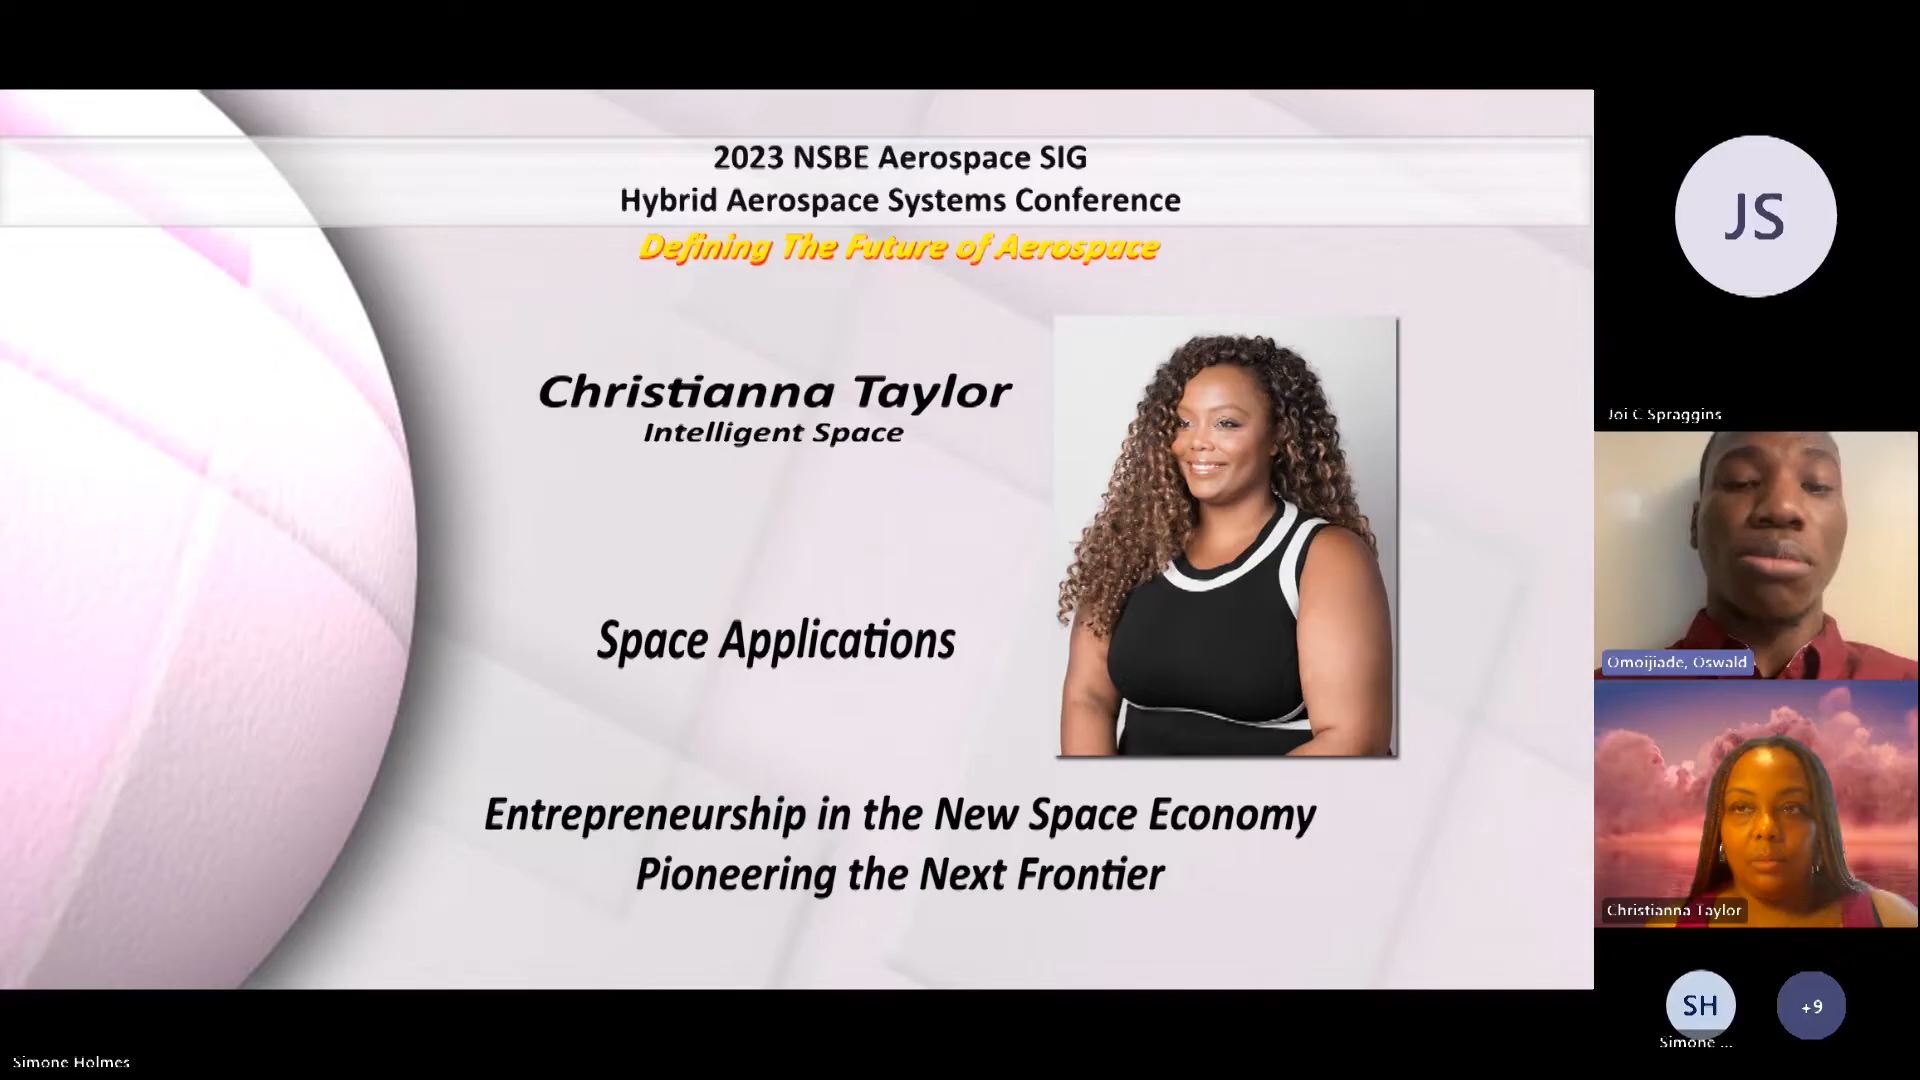 2023 NSBE Aerospace SIG
Hybrid Aerospace Systems Conference
Defining The Future of Aerospace
Christianna Taylor
Intelligent Space
Space Applications
Entrepreneurship in the New Space Economy
Pioneering the Next Frontier
JS
Joi C Spraggins
Omoijiade, Oswald
Christianna Taylor
SH
+9
Simone ...
Simone Holmes